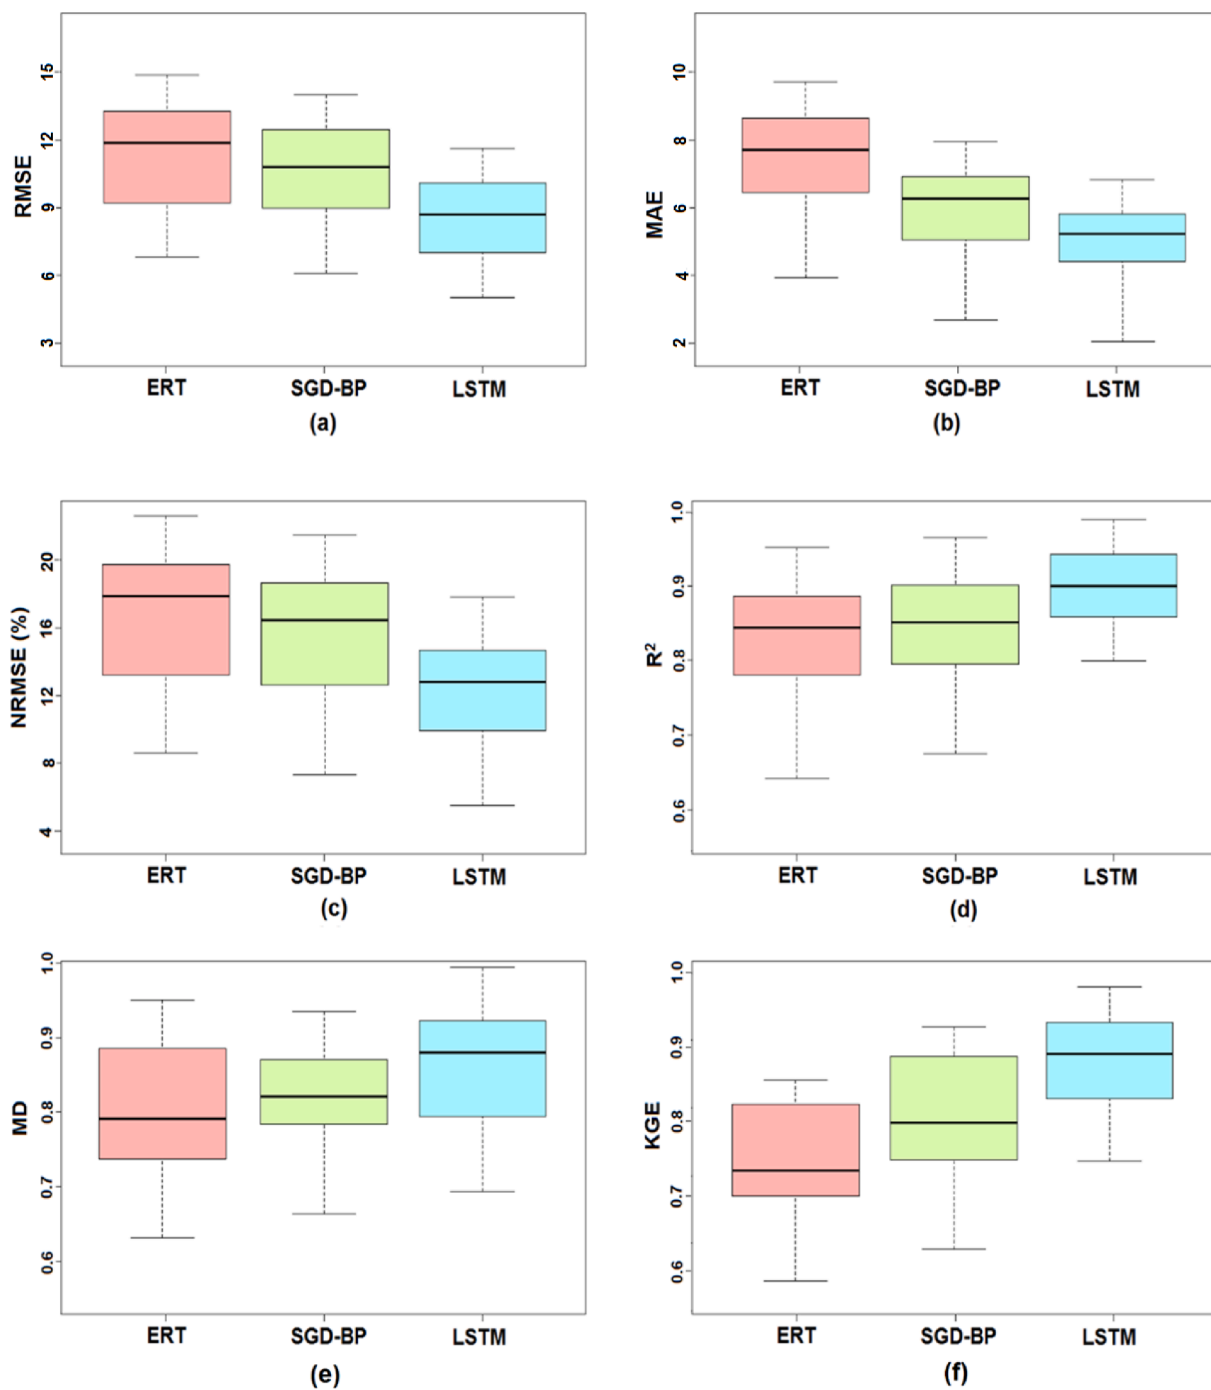 RMSE
15
12
9
6
3
ERT SGD-BP LSTM
(a)
MAE
10
8
6
4
2
ERT SGD-BP LSTM
(b)
NRMSE (%)
20
16
12
8
4
ERT SGD-BP LSTM
(c)
R²
1.0
0.9
0.8
0.7
0.6
ERT SGD-BP LSTM
(d)
MD
1.0
0.9
0.8
0.7
0.6
ERT SGD-BP LSTM
(e)
KGE
1.0
0.9
0.8
0.7
0.6
ERT SGD-BP LSTM
(f)